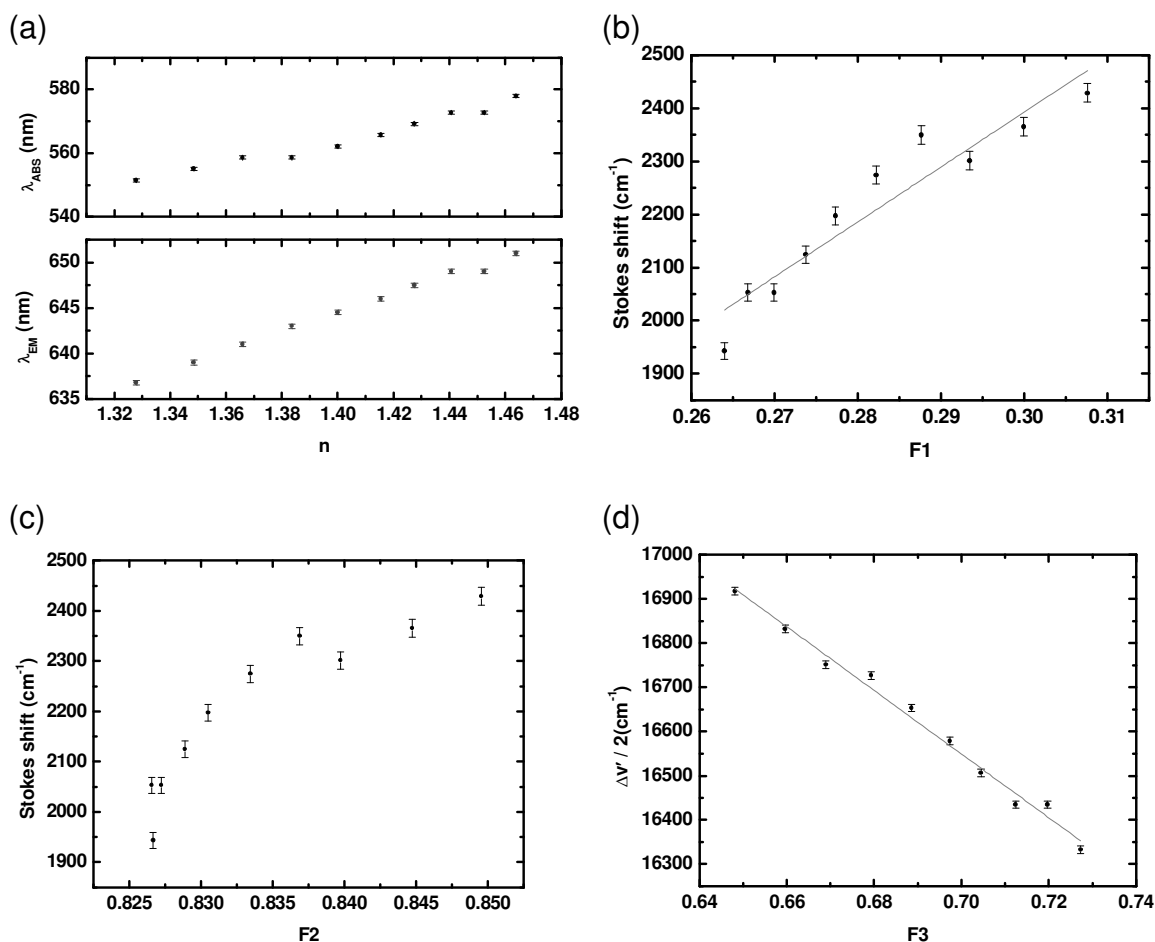 (a)
580
560
540
λABS (nm)
650
645
640
635
λEM (nm)
1.32 1.34 1.36 1.38 1.40 1.42 1.44 1.46 1.48
n
(b)
2500
2400
2300
2200
2100
2000
1900
Stokes shift (cm-1)
0.26 0.27 0.28 0.29 0.30 0.31
F1
(c)
2500
2400
2300
2200
2100
2000
1900
Stokes shift (cm-1)
0.825 0.830 0.835 0.840 0.845 0.850
F2
(d)
17000
16900
16800
16700
16600
16500
16400
16300
Δv' / 2(cm-1)
0.64 0.66 0.68 0.70 0.72 0.74
F3